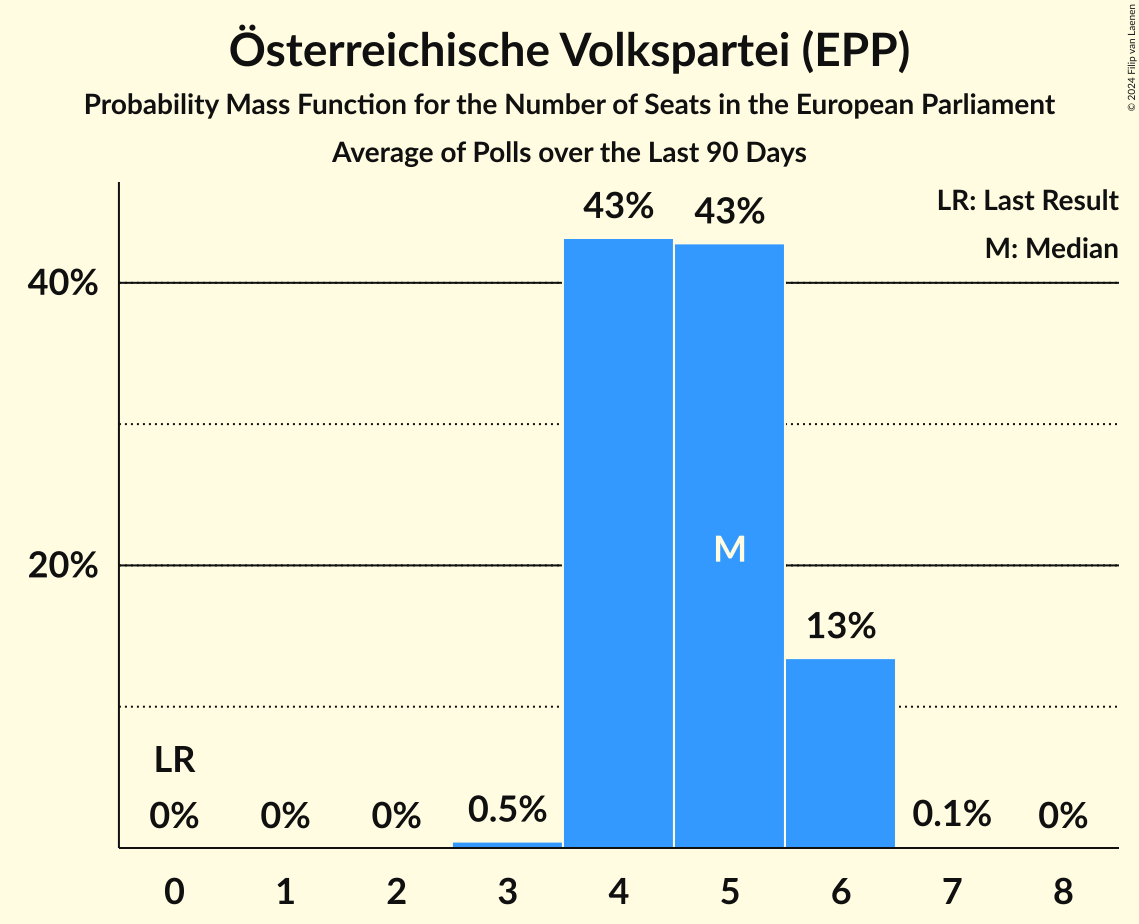 Österreichische Volkspartei (EPP)
Probability Mass Function for the Number of Seats in the European Parliament
Average of Polls over the Last 90 Days
© 2024 Filip van Laenen
LR: Last Result
M: Median
43%
43%
40%
M
20%
13%
LR
0%
0%
0%
0.5%
0.1%
0%
0 1 2 3 4 5 6 7 8